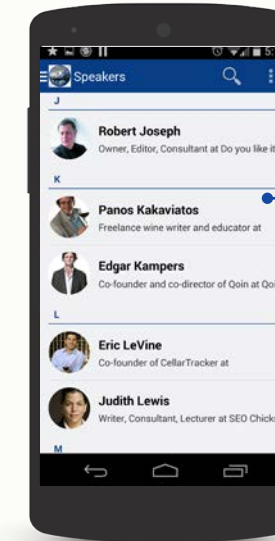 Speakers
J
Robert Joseph
Owner, Editor, Consultant at Do you like it
K
Panos Kakaviatos
Freelance wine writer and educator at
Edgar Kampers
Co-founder and co-director of Qoin at Qoi
L
Eric LeVine
Co-founder of CellarTracker at
Judith Lewis
Writer, Consultant, Lecturer at SEO Chicks
M